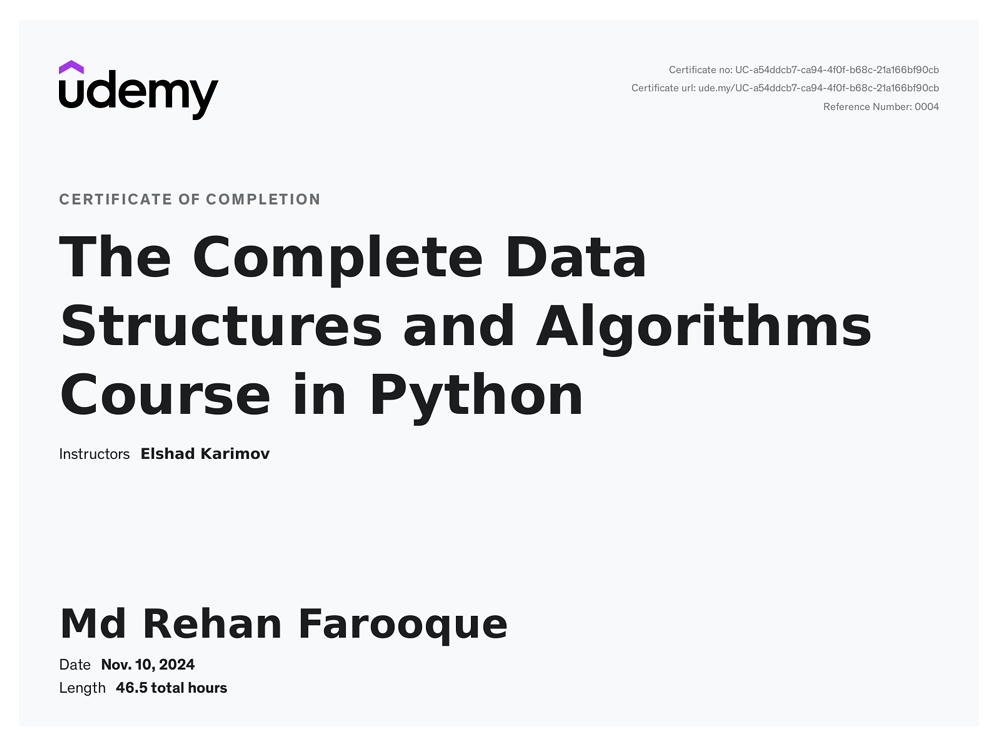 udemy
Certificate no: UC-a54ddcb7-ca94-4f0f-b68c-21a166bf90cb
Certificate url: ude.my/UC-a54ddcb7-ca94-4f0f-b68c-21a166bf90cb
Reference Number: 0004
CERTIFICATE OF COMPLETION
The Complete Data
Structures and Algorithms
Course in Python
Instructors Elshad Karimov
Md Rehan Farooque
Date Nov. 10, 2024
Length 46.5 total hours